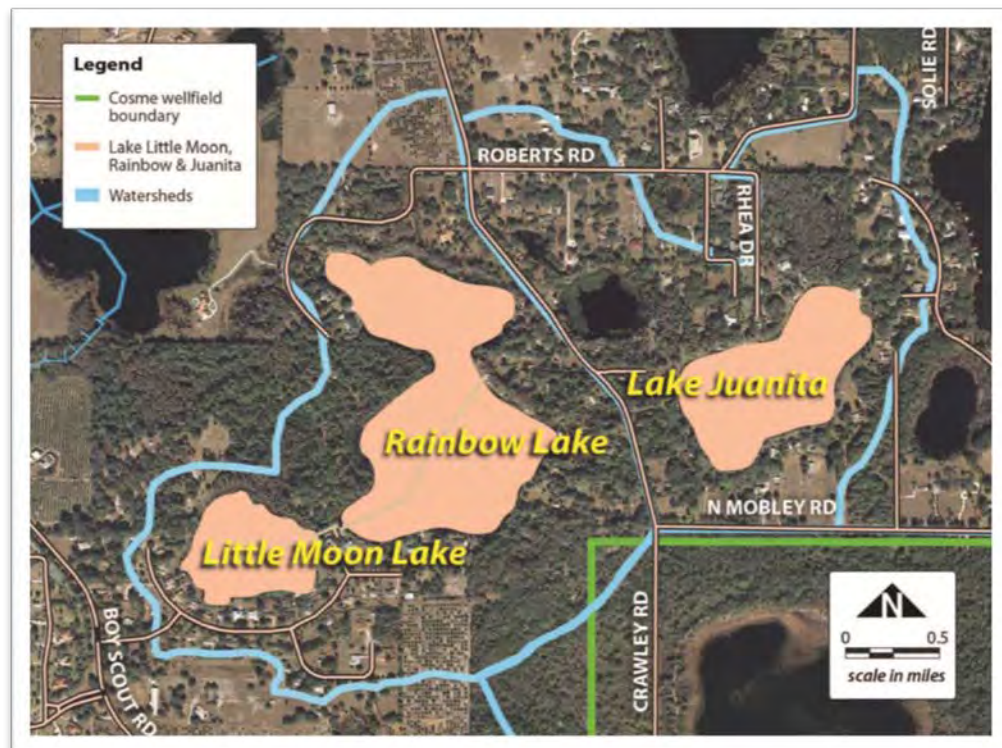 Legend
Cosme wellfield
boundary
Lake Little Moon,
Rainbow & Juanita
Watersheds
SOLIE RD
ROBERTS RD
RHEA DR
Lake Juanita
Rainbow Lake
N MOBLEY RD
Little Moon Lake
BOY SCOUT RD
CRAWLEY RD
N
0 0.5
scale in miles